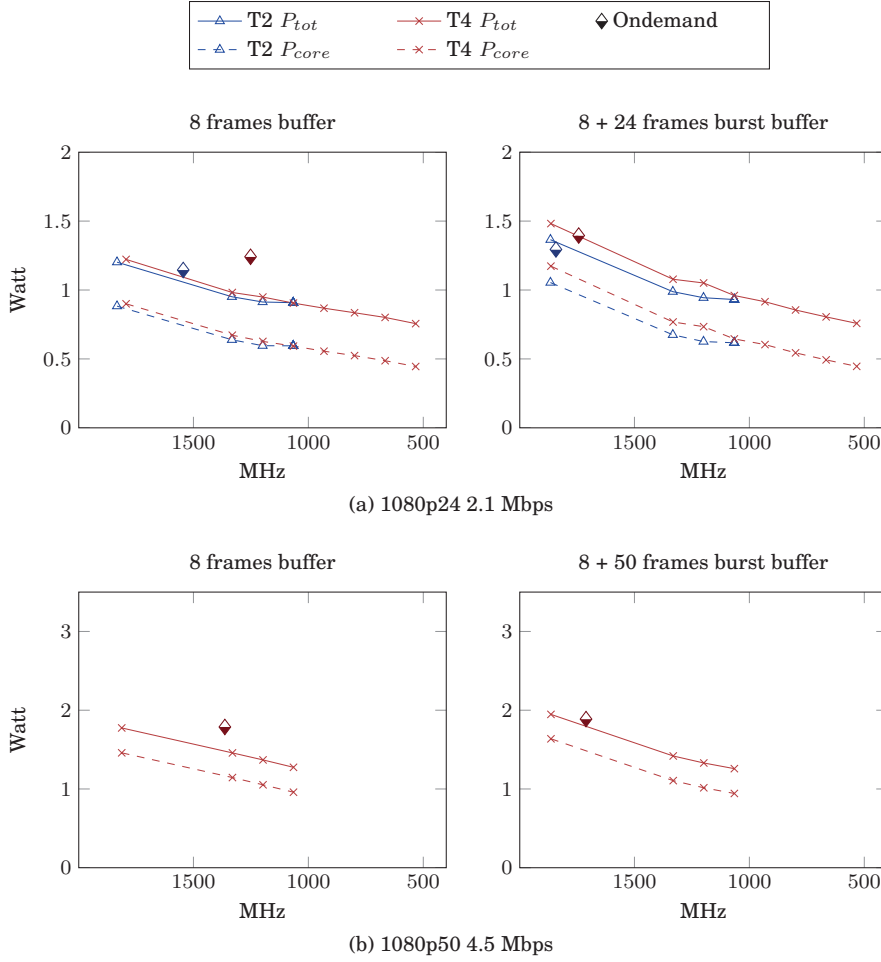 T2 P_tot T4 P_tot Ondemand
T2 P_core T4 P_core
8 frames buffer
2
1.5
1
0.5
0
Watt
1500 1000 500
MHz
8 + 24 frames burst buffer
2
1.5
1
0.5
0
1500 1000 500
MHz
(a) 1080p24 2.1 Mbps
8 frames buffer
3
2
1
0
Watt
1500 1000 500
MHz
8 + 50 frames burst buffer
3
2
1
0
1500 1000 500
MHz
(b) 1080p50 4.5 Mbps